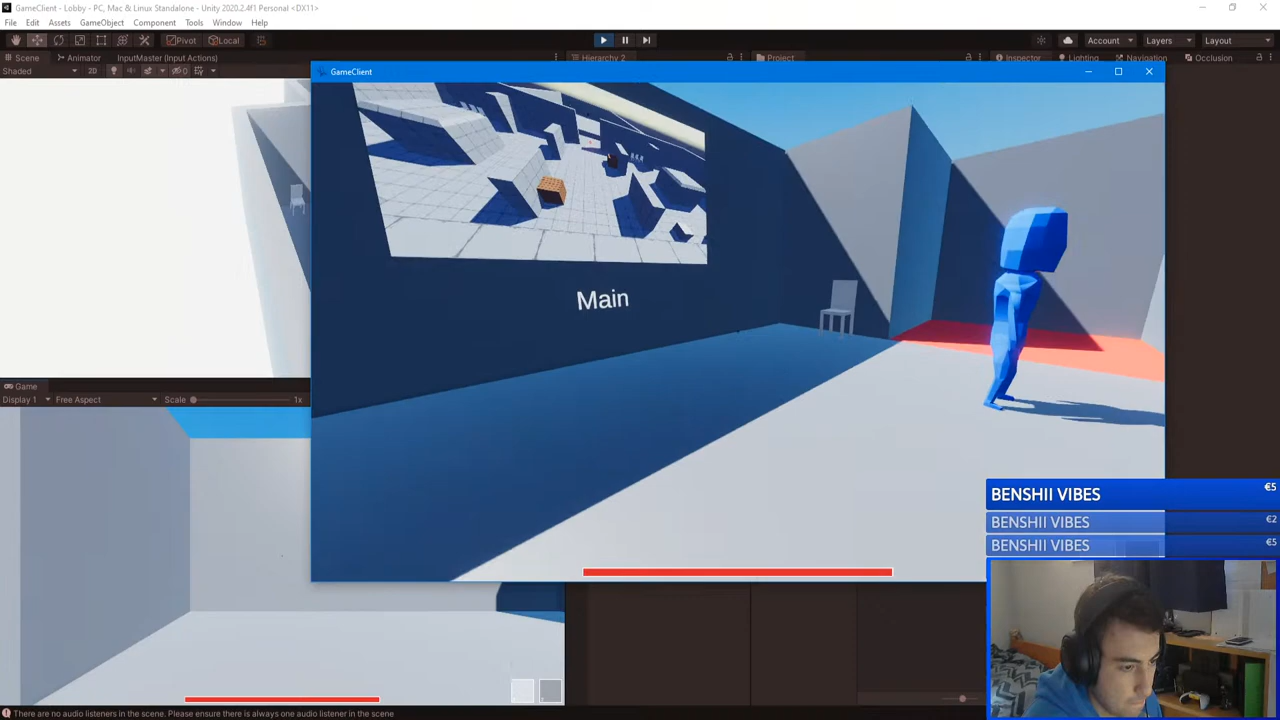 GameClient - Lobby - PC, Mac & Linux Standalone - Unity 2020.2.4f1 Personal <DX11>
File Edit Assets GameObject Component Tools Window Help
Pivot Local Account Layers Layout
Scene Animator InputMaster (Input Actions) Hierarchy 2 Project Inspector Lighting Navigation Occlusion
Shaded 2D 0
GameClient
Main
Game
Display 1 Free Aspect Scale 1x
BENSHII VIBES €5
BENSHII VIBES €2
BENSHII VIBES €5
There are no audio listeners in the scene. Please ensure there is always one audio listener in the scene